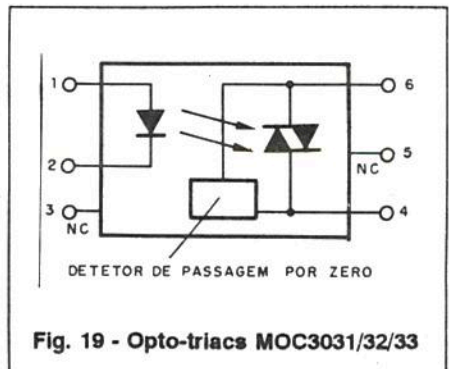 1
6
2
5
NC
3
NC
4
DETETOR DE PASSAGEM POR ZERO
Fig. 19 - Opto-triacs MOC3031/32/33